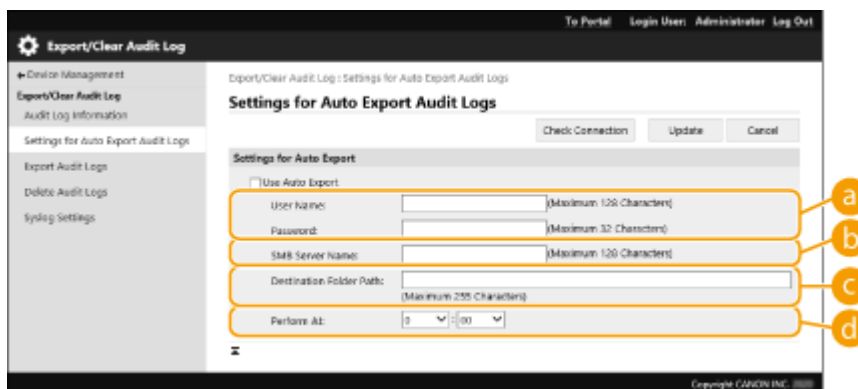 To Portal Login User: Administrator Log Out
Export/Clear Audit Log
Device Management
Export/Clear Audit Log
Audit Log Information
Settings for Auto Export Audit Logs
Export Audit Logs
Delete Audit Logs
Syslog Settings
Export/Clear Audit Log : Settings for Auto Export Audit Logs
Settings for Auto Export Audit Logs
Check Connection Update Cancel
Settings for Auto Export
Use Auto Export
User Name: (Maximum 128 Characters)
Password: (Maximum 32 Characters)
SMB Server Name: (Maximum 128 Characters)
Destination Folder Path:
(Maximum 255 Characters)
Perform At: 0 : 00
a
b
c
d
Copyright CANON INC.